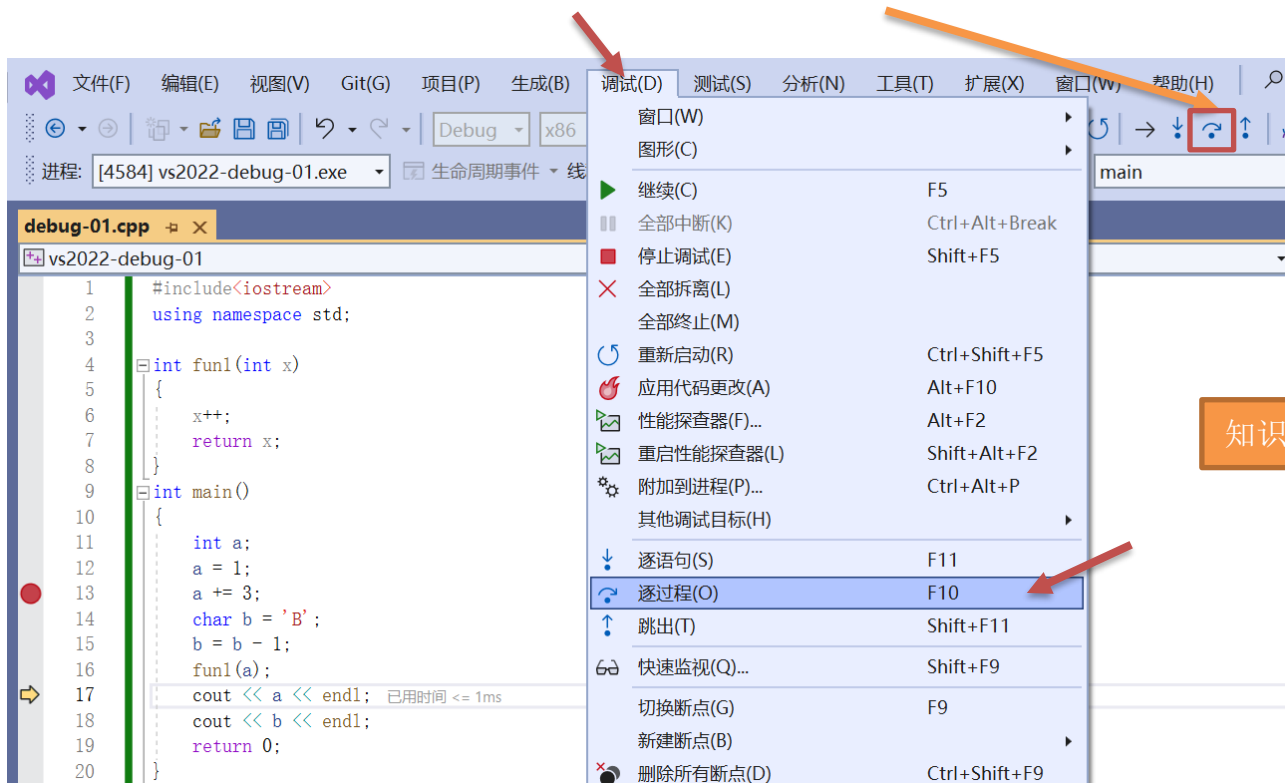 文件(F) 编辑(E) 视图(V) Git(G) 项目(P) 生成(B) 调试(D) 测试(S) 分析(N) 工具(T) 扩展(X) 窗口(W) 帮助(H)
Debug x86
进程: [4584] vs2022-debug-01.exe 生命周期事件 线 main
debug-01.cpp
vs2022-debug-01
1 #include<iostream>
2 using namespace std;
3
4 int fun1(int x)
5 {
6 x++;
7 return x;
8 }
9 int main()
10 {
11 int a;
12 a = 1;
13 a += 3;
14 char b = 'B';
15 b = b - 1;
16 fun1(a);
17 cout << a << endl; 已用时间 <= 1ms
18 cout << b << endl;
19 return 0;
20 }
窗口(W)
图形(C)
继续(C) F5
全部中断(K) Ctrl+Alt+Break
停止调试(E) Shift+F5
全部拆离(L)
全部终止(M)
重新启动(R) Ctrl+Shift+F5
应用代码更改(A) Alt+F10
性能探查器(F)... Alt+F2
重启性能探查器(L) Shift+Alt+F2
附加到进程(P)... Ctrl+Alt+P
其他调试目标(H)
逐语句(S) F11
逐过程(O) F10
跳出(T) Shift+F11
快速监视(Q)... Shift+F9
切换断点(G) F9
新建断点(B)
删除所有断点(D) Ctrl+Shift+F9
知识